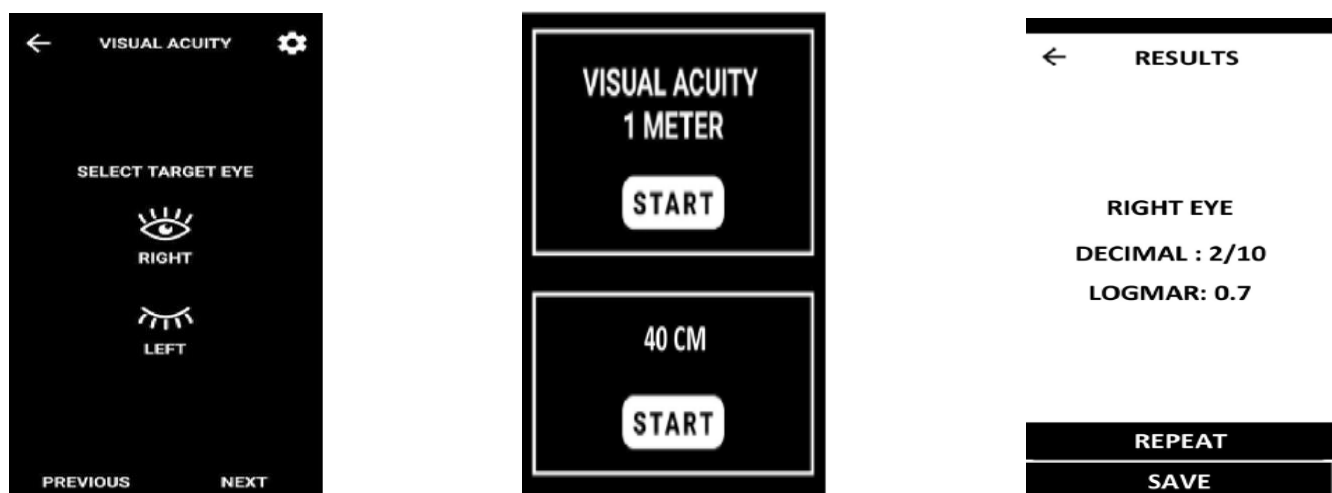 VISUAL ACUITY
SELECT TARGET EYE
RIGHT
LEFT
PREVIOUS NEXT
VISUAL ACUITY
1 METER
START
40 CM
START
RESULTS
RIGHT EYE
DECIMAL : 2/10
LOGMAR: 0.7
REPEAT
SAVE